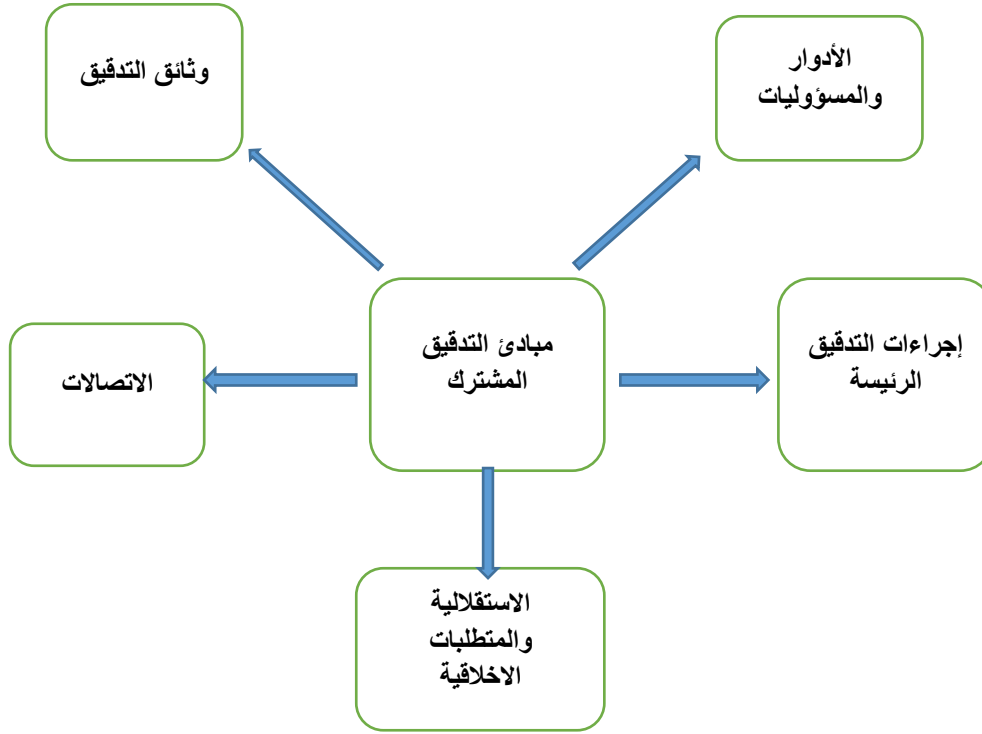 الأدوار
والمسؤوليات
وثائق التدقيق
إجراءات التدقيق
الرئيسة
مبادئ التدقيق
المشترك
الاتصالات
الاستقلالية
والمتطلبات
الاخلاقية